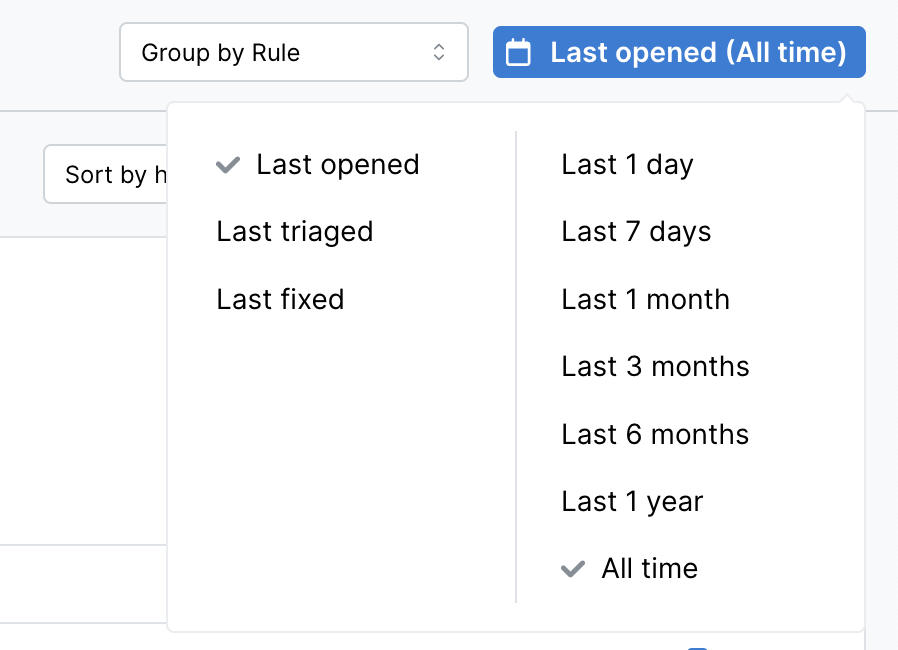 Group by Rule
Last opened (All time)
Sort by h
Last opened
Last triaged
Last fixed
Last 1 day
Last 7 days
Last 1 month
Last 3 months
Last 6 months
Last 1 year
All time